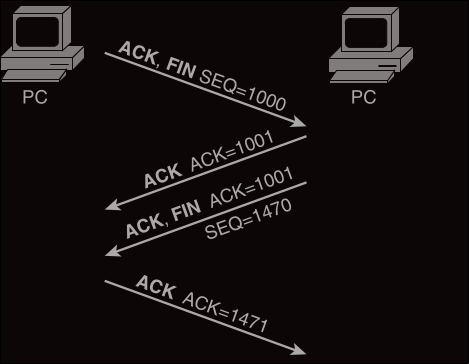 PC
PC
ACK, FIN SEQ=1000
ACK ACK=1001
ACK, FIN ACK=1001
SEQ=1470
ACK ACK=1471